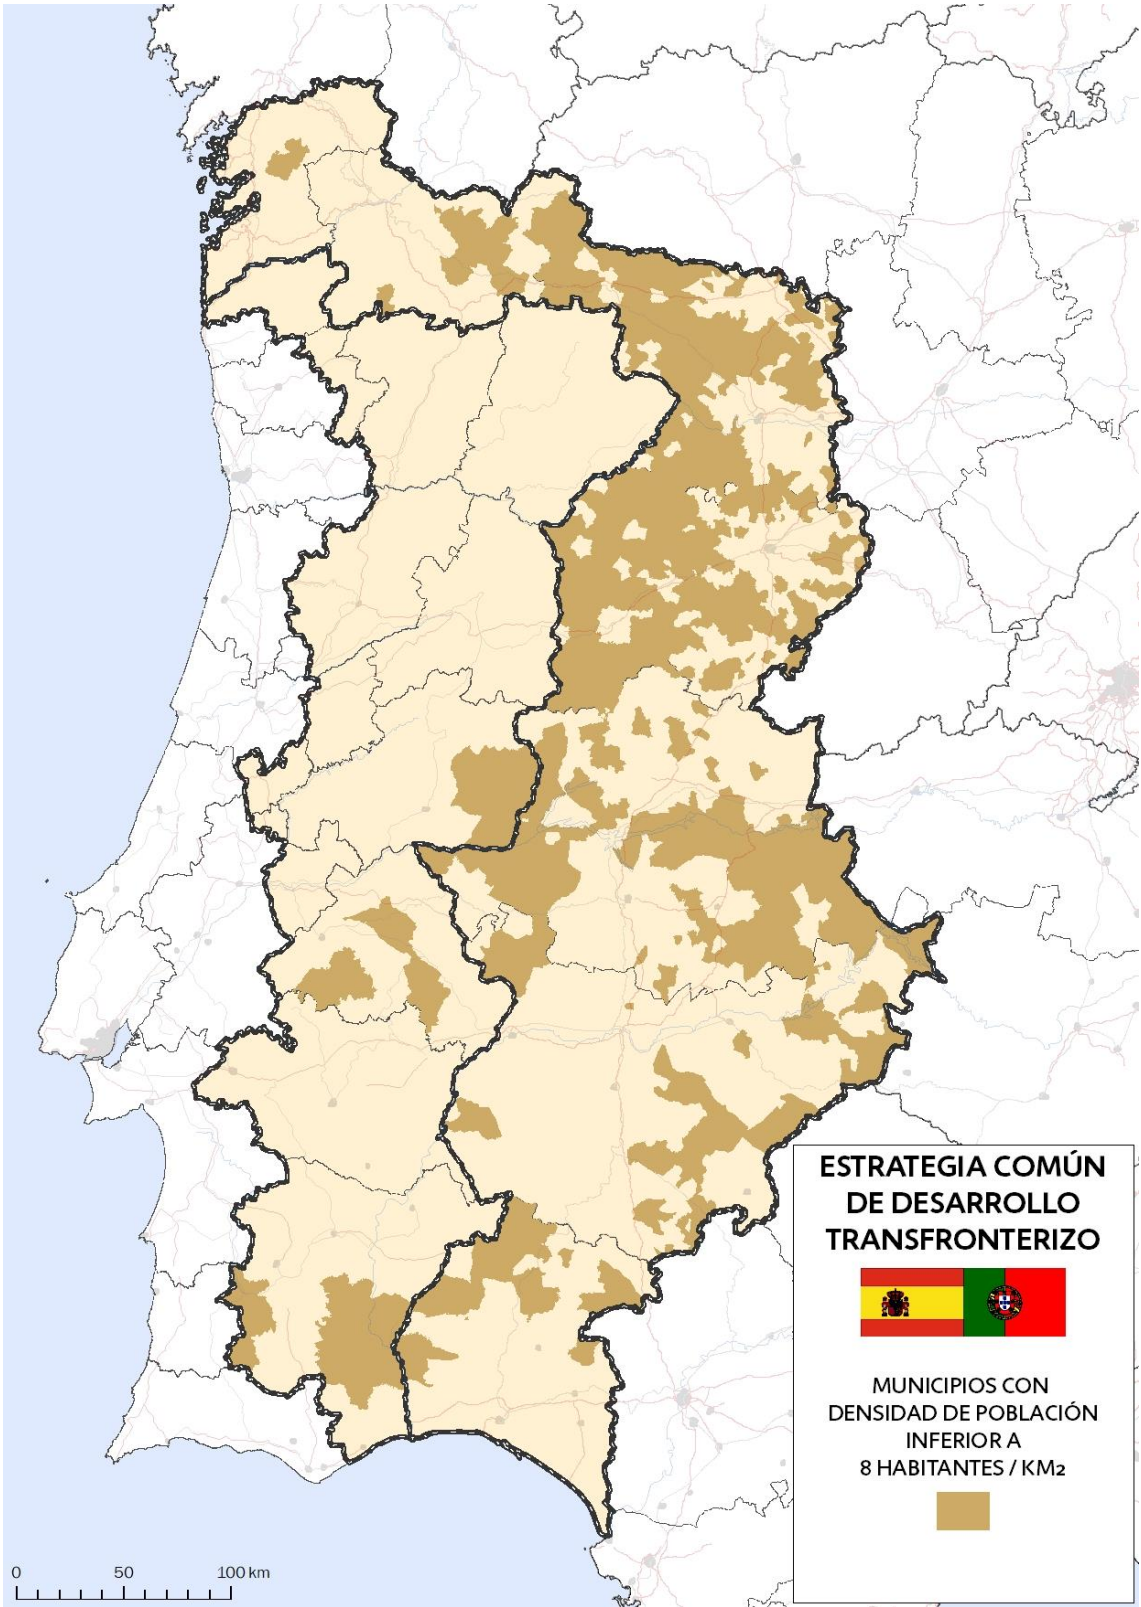 ESTRATEGIA COMÚN
DE DESARROLLO
TRANSFRONTERIZO
MUNICIPIOS CON
DENSIDAD DE POBLACIÓN
INFERIOR A
8 HABITANTES / KM2
0 50 100 km